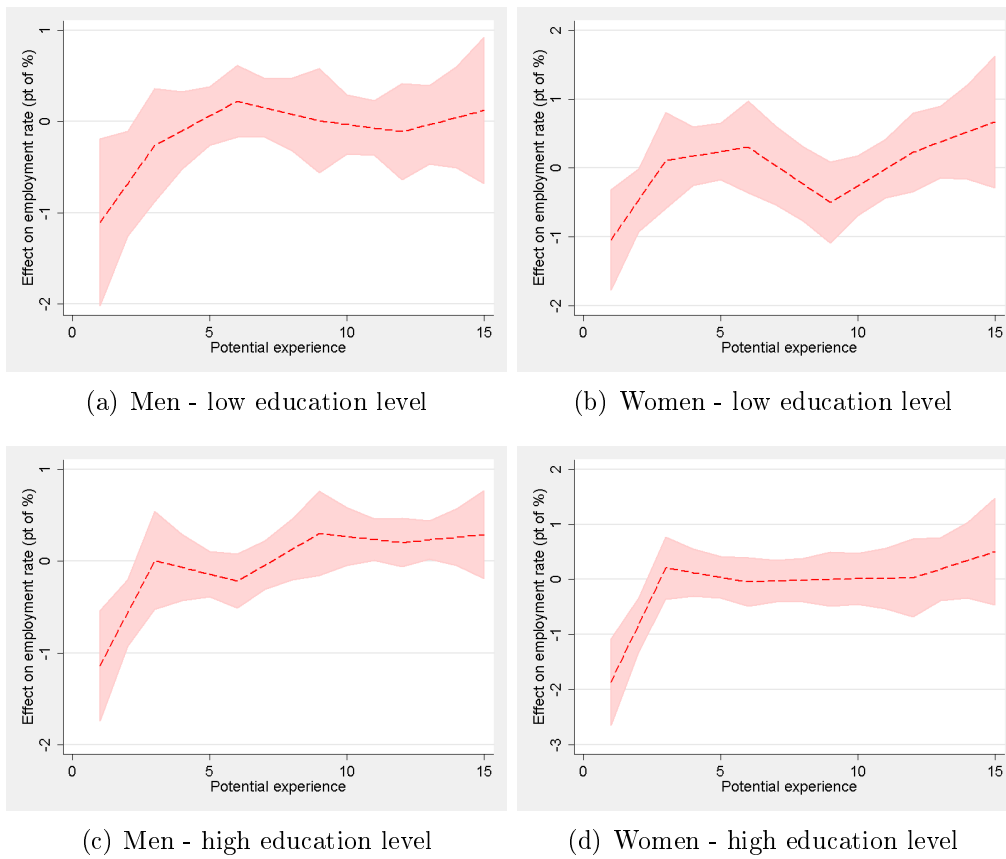 Effect on employment rate (pt of %)
1
0
-1
-2
0 5 10 15
Potential experience
(a) Men - low education level
Effect on employment rate (pt of %)
2
1
0
-1
-2
0 5 10 15
Potential experience
(b) Women - low education level
Effect on employment rate (pt of %)
1
0
-1
-2
0 5 10 15
Potential experience
(c) Men - high education level
Effect on employment rate (pt of %)
2
1
0
-1
-2
-3
0 5 10 15
Potential experience
(d) Women - high education level